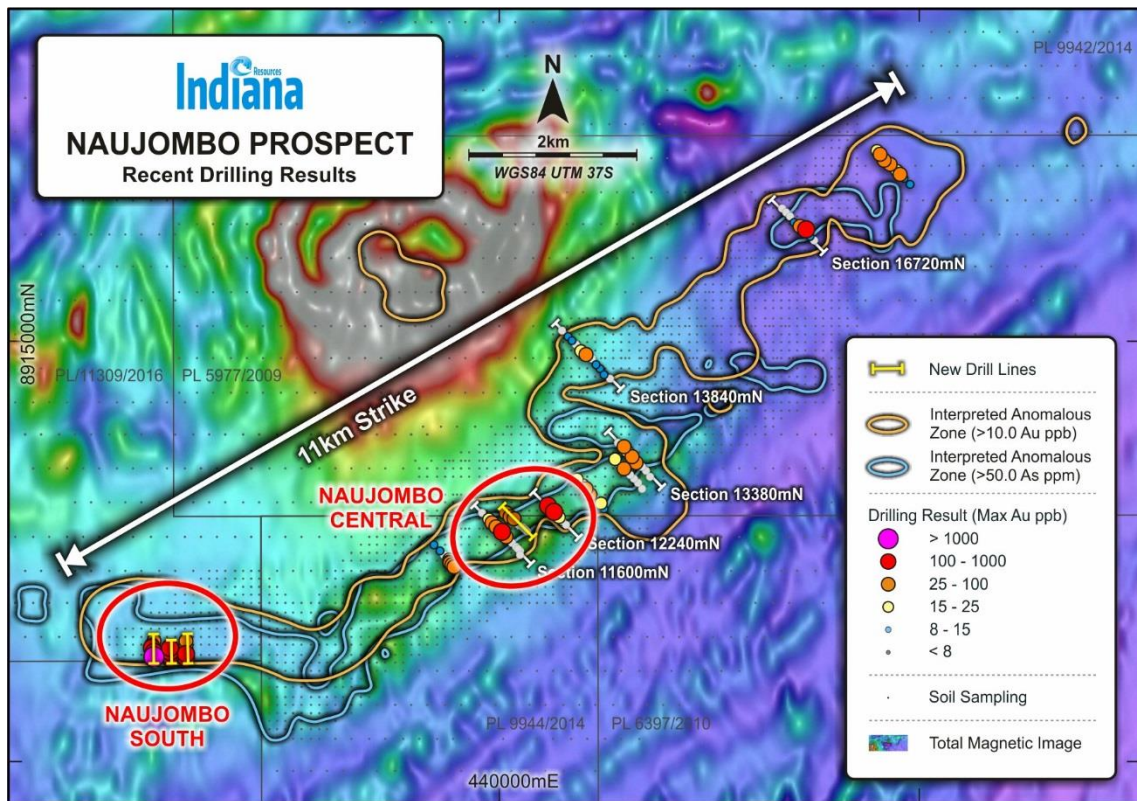 Indiana
Resources
NAUJOMBO PROSPECT
Recent Drilling Results
N
2km
WGS84 UTM 37S
PL 9942/2014
8915000mN
PL/11309/2016
PL 5977/2009
11km Strike
Section 16720mN
Section 13840mN
Section 13380mN
NAUJOMBO
CENTRAL
Section 12240mN
Section 11600mN
NAUJOMBO
SOUTH
PL 9944/2014
PL 6397/2010
440000mE
New Drill Lines
Interpreted Anomalous
Zone (>10.0 Au ppb)
Interpreted Anomalous
Zone (>50.0 As ppm)
Drilling Result (Max Au ppb)
> 1000
100 - 1000
25 - 100
15 - 25
8 - 15
< 8
Soil Sampling
Total Magnetic Image